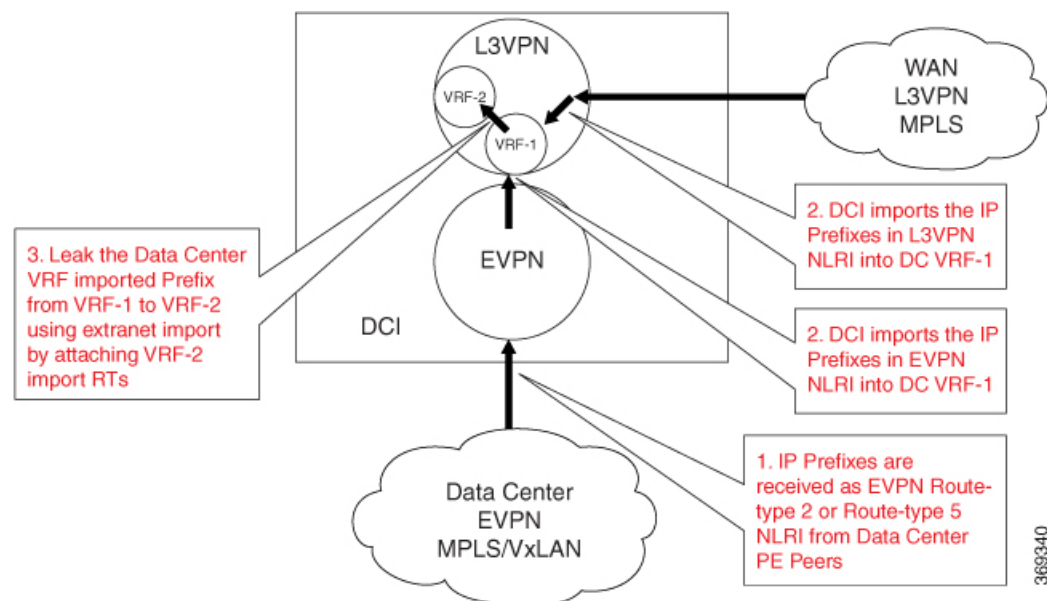 L3VPN
VRF-2
VRF-1
WAN
L3VPN
MPLS
2. DCI imports the IP
Prefixes in L3VPN
NLRI into DC VRF-1
3. Leak the Data Center
VRF imported Prefix
from VRF-1 to VRF-2
using extranet import
by attaching VRF-2
import RTs
EVPN
DCI
2. DCI imports the IP
Prefixes in EVPN
NLRI into DC VRF-1
Data Center
EVPN
MPLS/VxLAN
1. IP Prefixes are
received as EVPN Route-
type 2 or Route-type 5
NLRI from Data Center
PE Peers
369340